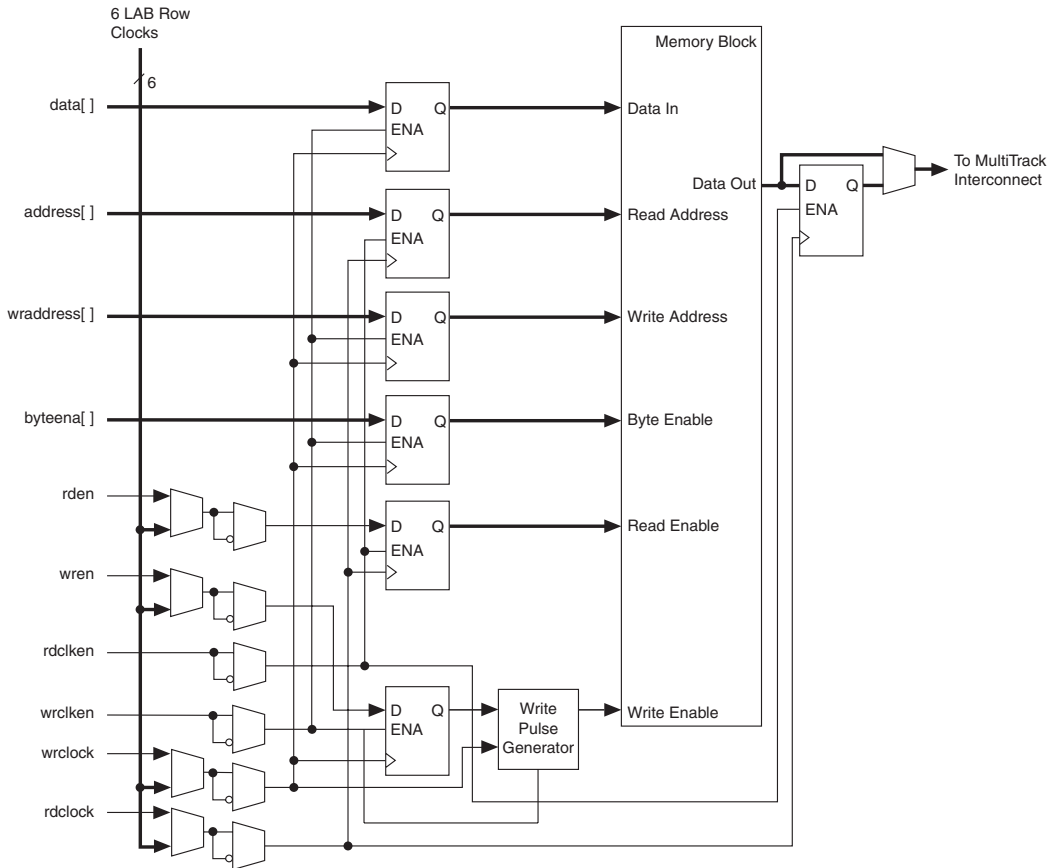 6 LAB Row
Clocks
6
Memory Block
data[ ]
D Q
ENA
Data In
To MultiTrack
Interconnect
Data Out
D Q
ENA
address[ ]
D Q
ENA
Read Address
wraddress[ ]
D Q
ENA
Write Address
byteena[ ]
D Q
ENA
Byte Enable
rden
D Q
ENA
Read Enable
wren
rdclken
wrclken
D Q
ENA
Write
Pulse
Generator
Write Enable
wrclock
rdclock